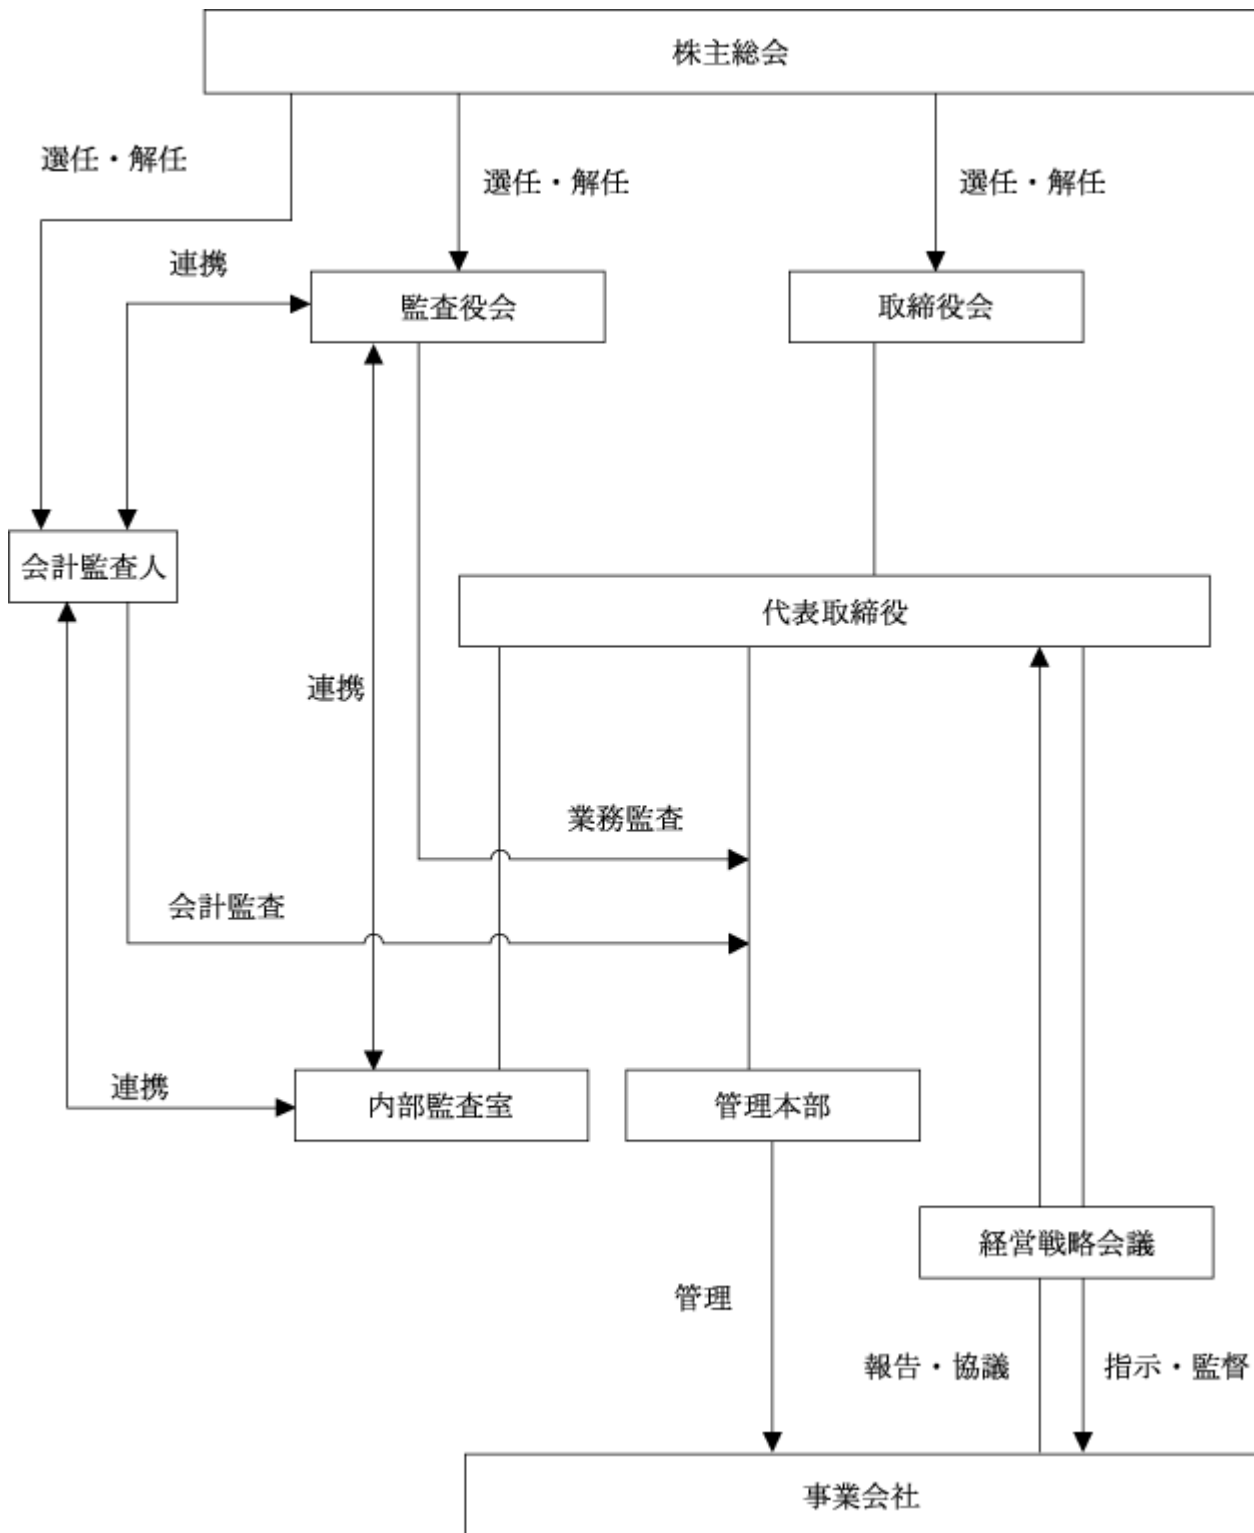 株主総会
選任・解任
選任・解任
選任・解任
連携
監査役会
取締役会
会計監査人
代表取締役
連携
業務監査
会計監査
連携
内部監査室
管理本部
経営戦略会議
管理
報告・協議
指示・監督
事業会社